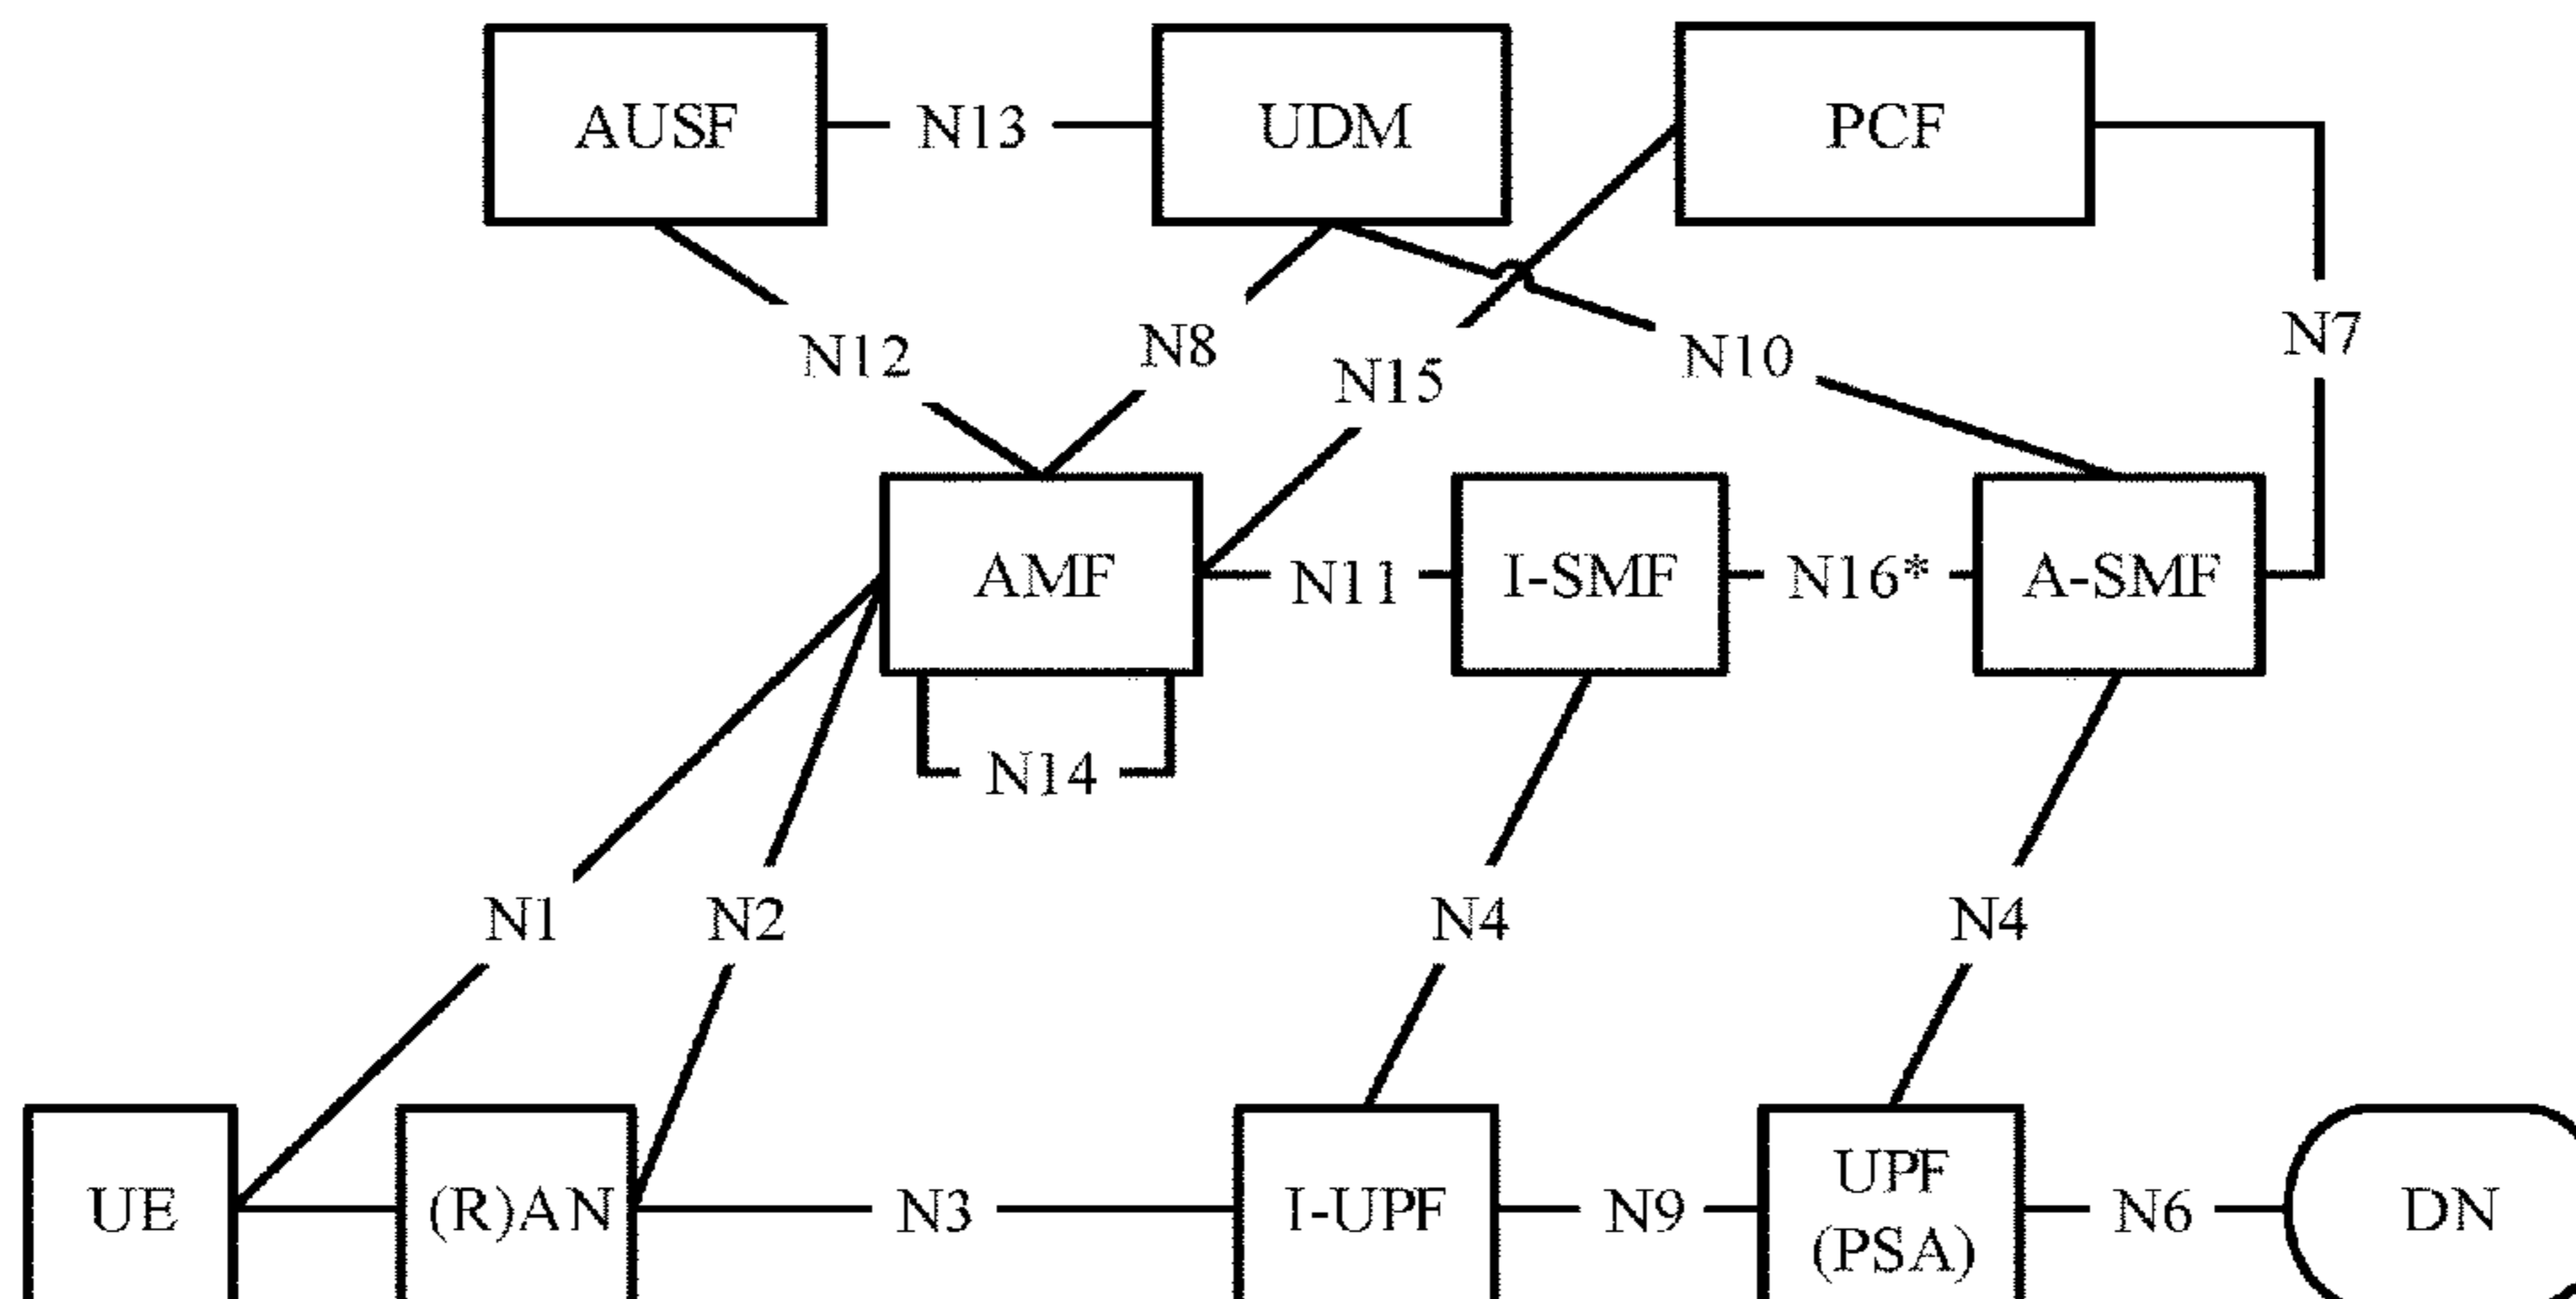 AUSF
N13
UDM
PCF
N12
N8
N15
N10
N7
AMF
N11
I-SMF
N16*
A-SMF
N14
N1
N2
N4
N4
UE
(R)AN
N3
I-UPF
N9
UPF
(PSA)
N6
DN